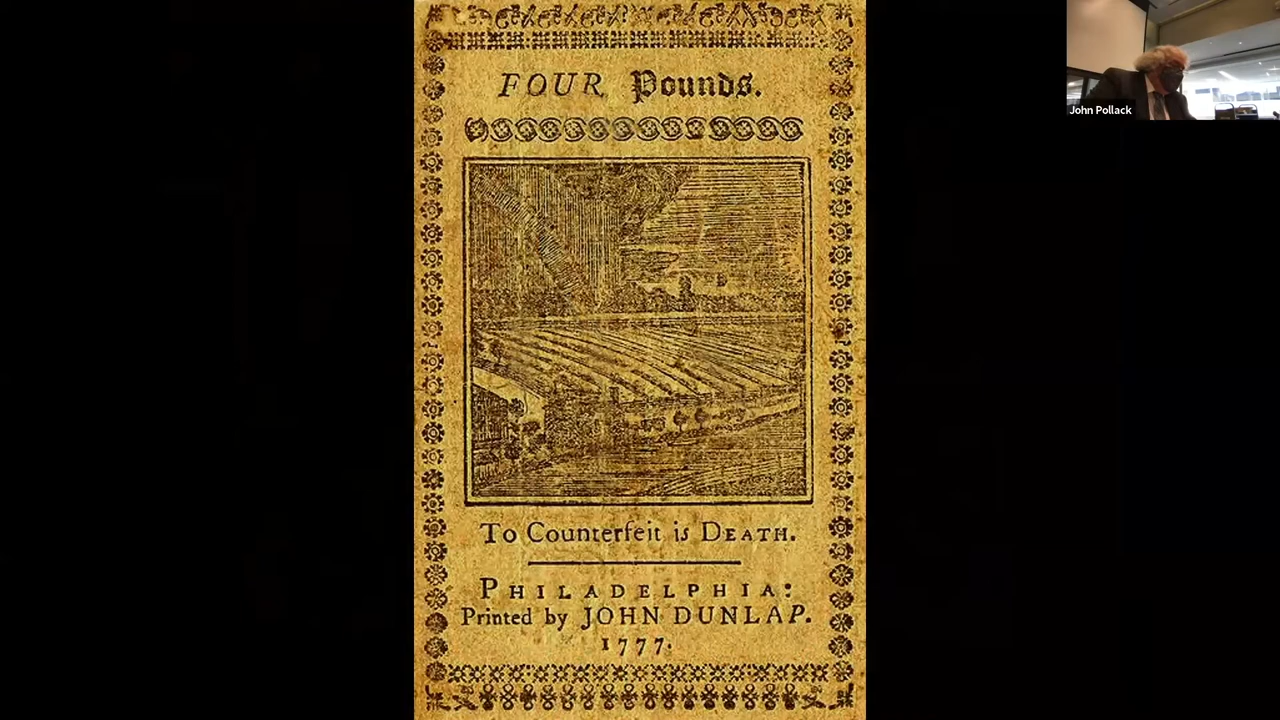 FOUR Pounds.
To Counterfeit is DEATH.
PHILADELPHIA:
Printed by JOHN DUNLAP.
1777.
John Pollack